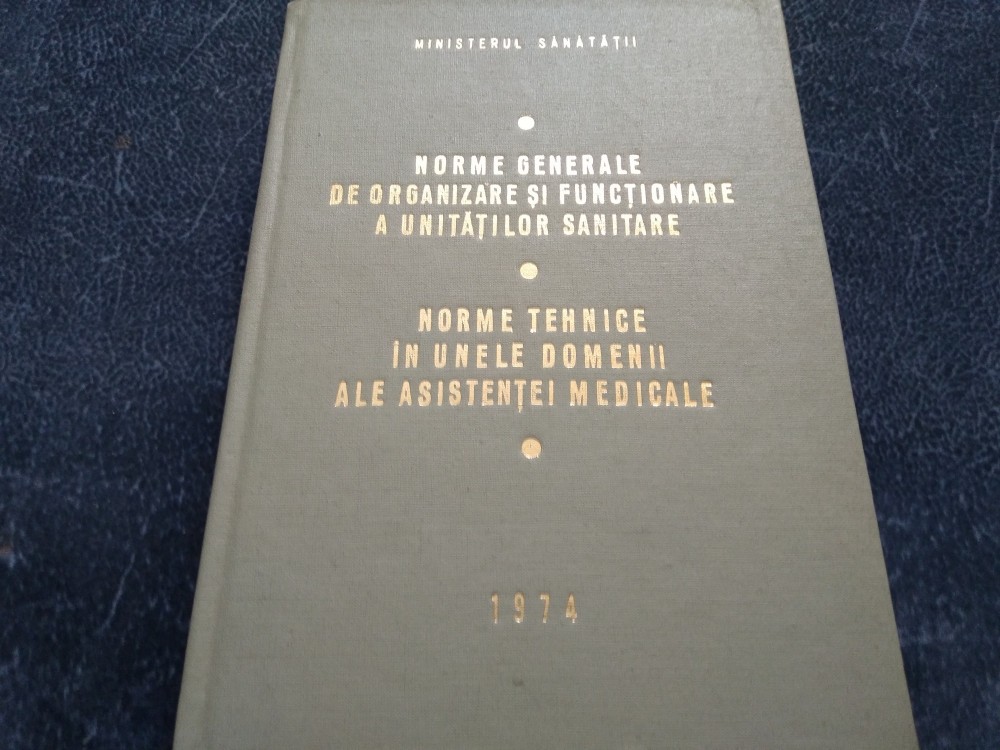 MINISTERUL SĂNĂTĂȚII
NORME GENERALE
DE ORGANIZARE ȘI FUNCȚIONARE
A UNITĂȚILOR SANITARE
NORME TEHNICE
ÎN UNELE DOMENII
ALE ASISTENȚEI MEDICALE
1974